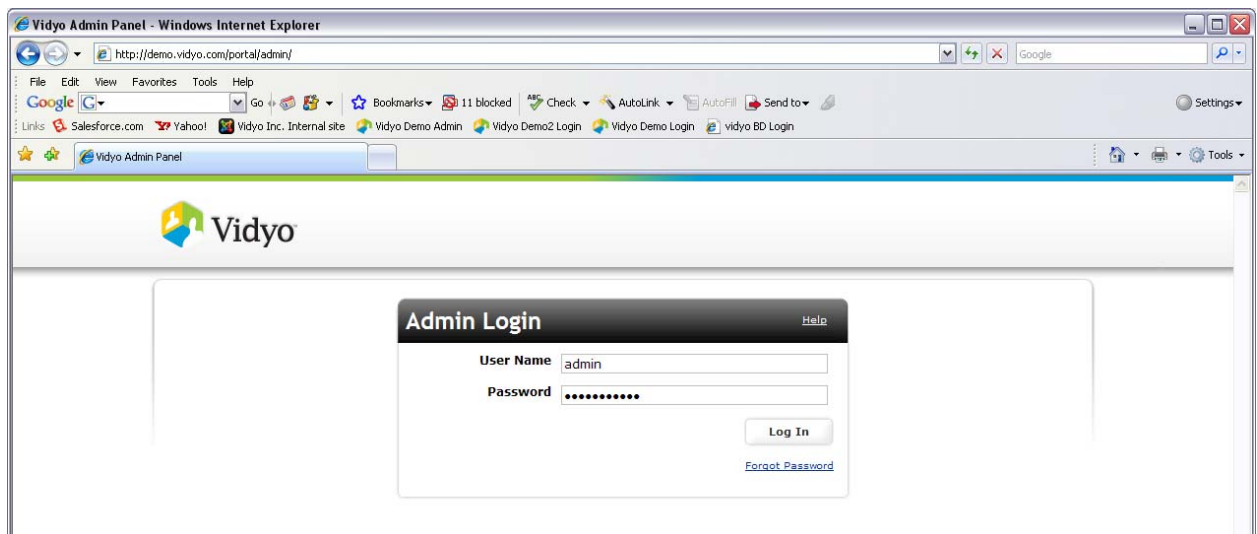 Vidyo Admin Panel - Windows Internet Explorer
http://demo.vidyo.com/portal/admin/
Google
File Edit View Favorites Tools Help
Google G Go Bookmarks 11 blocked ABC Check AutoLink AutoFill Send to Settings
Links Salesforce.com Yahoo! Vidyo Inc. Internal site Vidyo Demo Admin Vidyo Demo2 Login Vidyo Demo Login vidyo BD Login
Vidyo Admin Panel Tools
Vidyo
Admin Login Help
User Name admin
Password •••••••••••
Log In
Forgot Password